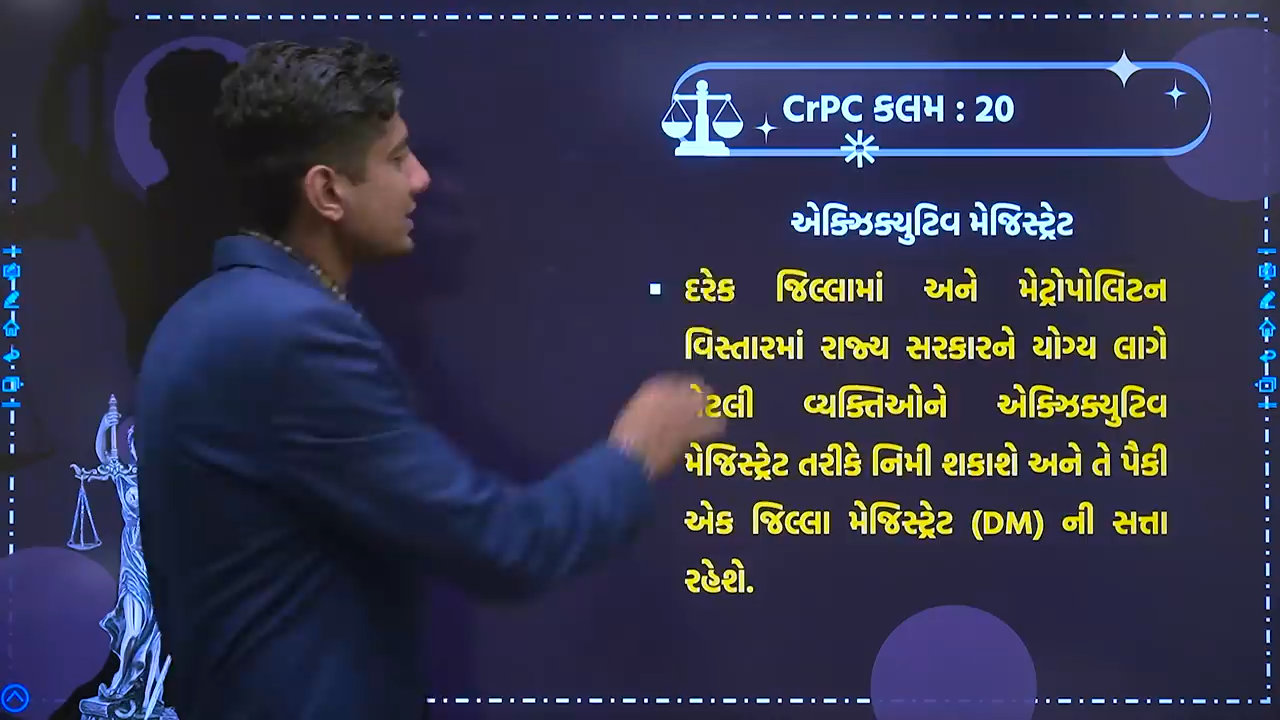 CrPC કલમ : 20
એક્ઝિક્યુટિવ મેજિસ્ટ્રેટ
દરેક જિલ્લામાં અને મેટ્રોપોલિટન
વિસ્તારમાં રાજ્ય સરકારને યોગ્ય લાગે
વ્યક્તિઓને એક્ઝિક્યુટિવ
મેજિસ્ટ્રેટ તરીકે નિમી શકાશે અને તે પૈકી
એક જિલ્લા મેજિસ્ટ્રેટ (DM) ની સત્તા
રહેશે.